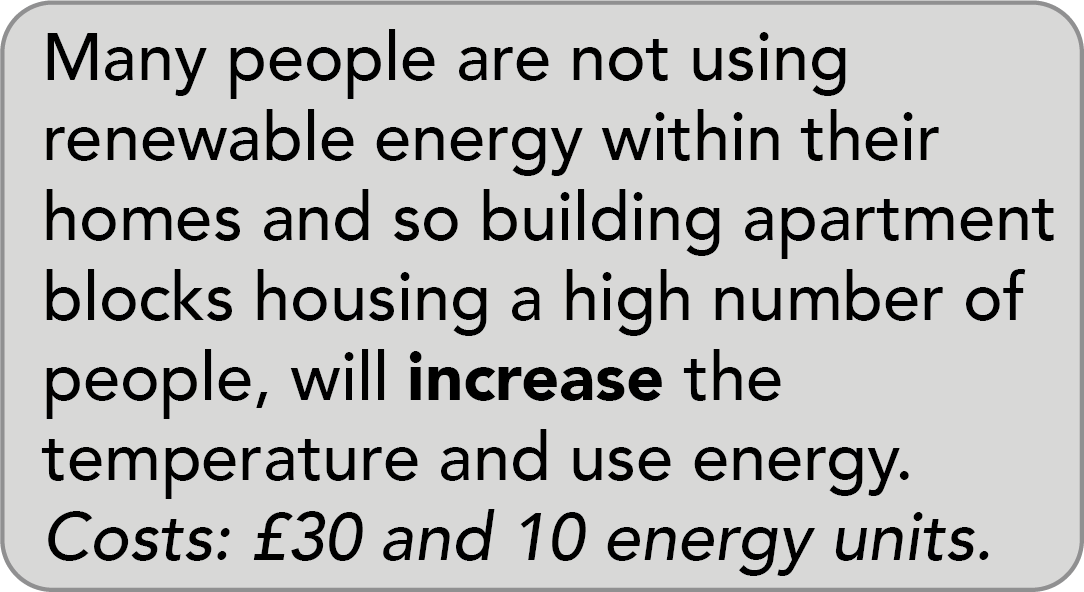 Many people are not using
renewable energy within their
homes and so building apartment
blocks housing a high number of
people, will increase the
temperature and use energy.
Costs: £30 and 10 energy units.